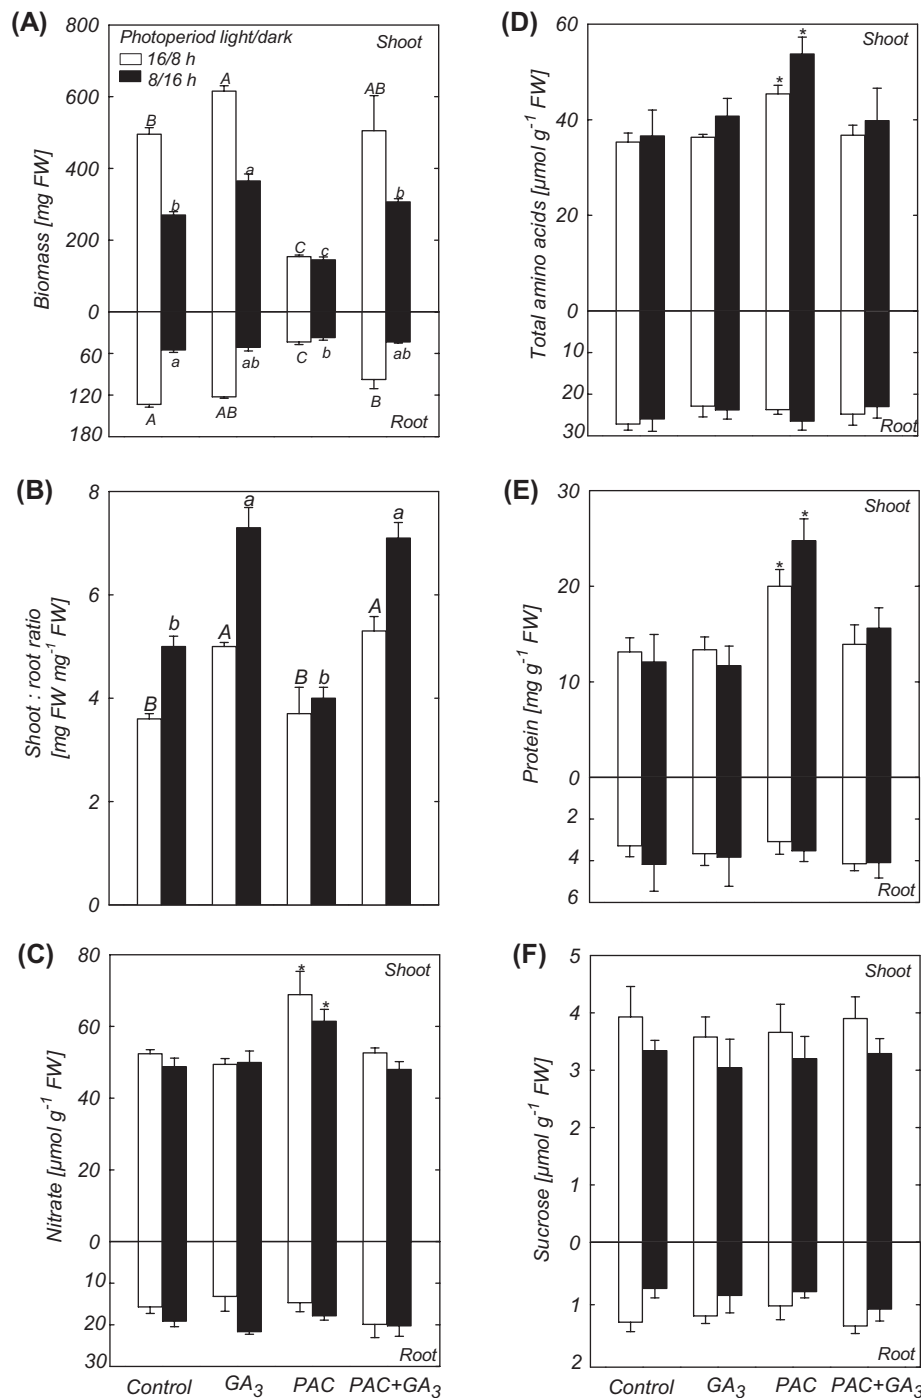 (A)
Biomass [mg FW]
800
600
400
200
0
60
120
180
Photoperiod light/dark
16/8 h
8/16 h
Shoot
B
b
A
a
C
c
AB
b
A
a
AB
ab
C
b
B
ab
Root
(B)
Shoot : root ratio
[mg FW mg-1 FW]
8
6
4
2
0
B
b
A
a
B
b
A
a
(C)
Nitrate [µmol g-1 FW]
80
60
40
20
0
10
20
30
Shoot
*
*
Root
Control
GA3
PAC
PAC+GA3
(D)
Total amino acids [µmol g-1 FW]
60
40
20
0
10
20
30
Shoot
*
*
Root
(E)
Protein [mg g-1 FW]
30
20
10
0
2
4
6
Shoot
*
*
Root
(F)
Sucrose [µmol g-1 FW]
5
4
3
2
1
0
1
2
Shoot
Root
Control
GA3
PAC
PAC+GA3